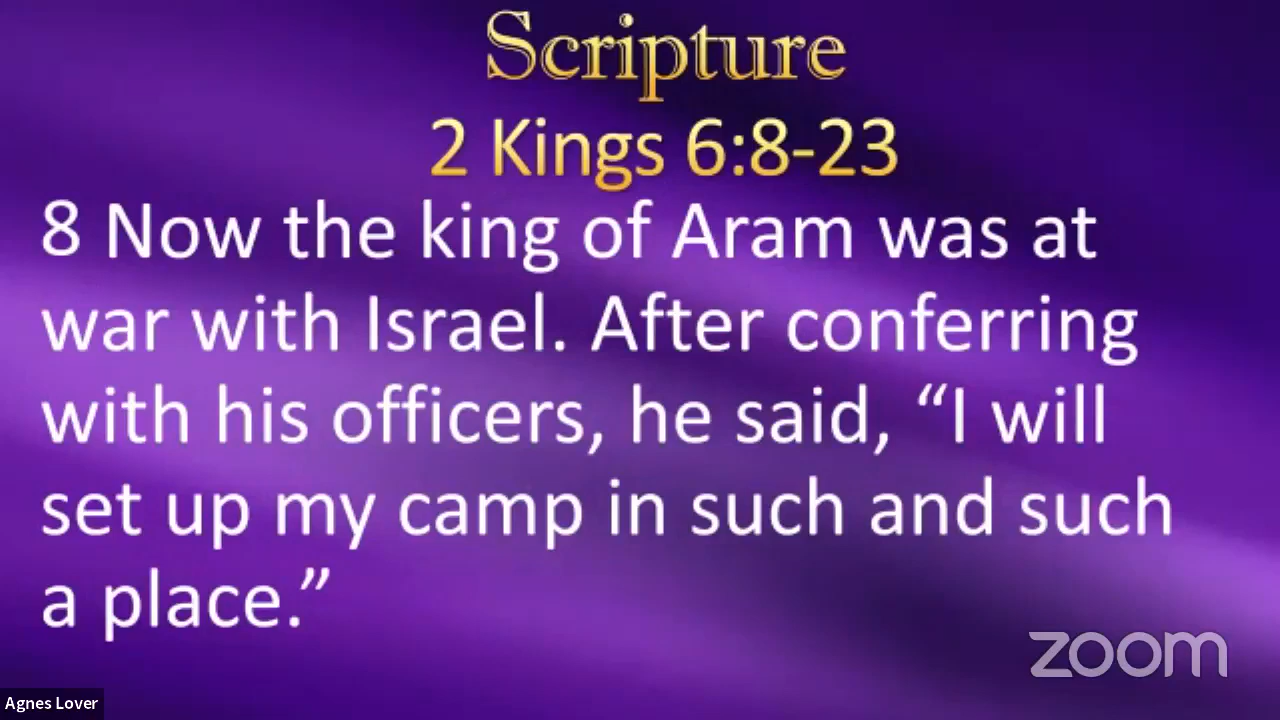 Scripture
2 Kings 6:8-23
8 Now the king of Aram was at
war with Israel. After conferring
with his officers, he said, “I will
set up my camp in such and such
a place.”
zoom
Agnes Lover